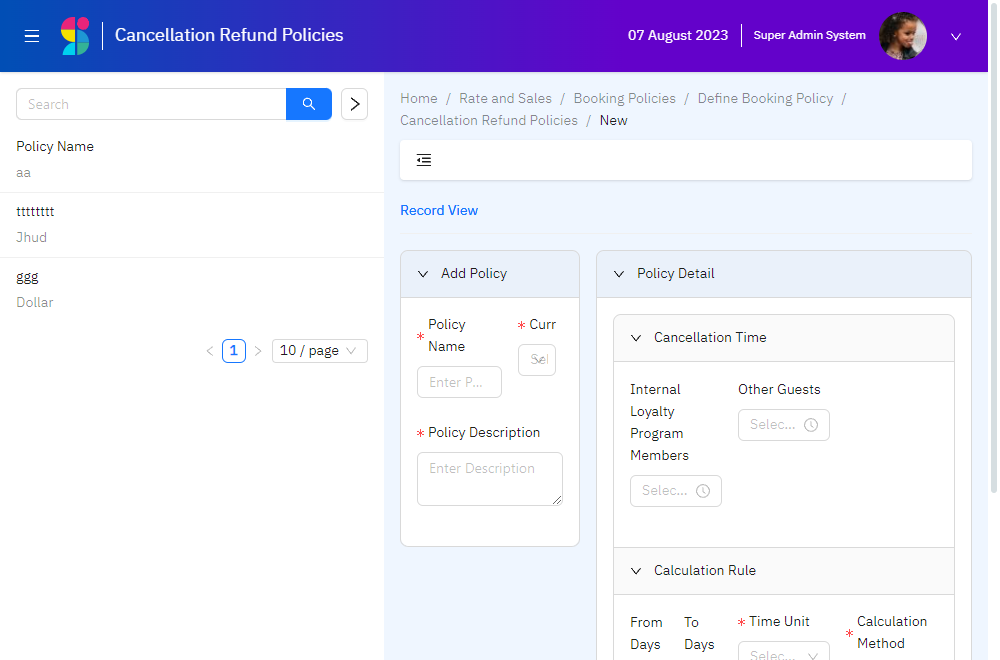 Cancellation Refund Policies
07 August 2023
Super Admin System
Search
Policy Name
aa
tttttttt
Jhud
ggg
Dollar
1
10 / page
Home / Rate and Sales / Booking Policies / Define Booking Policy /
Cancellation Refund Policies / New
Record View
Add Policy
* Policy Name
* Curr
Enter P...
Sel
* Policy Description
Enter Description
Policy Detail
Cancellation Time
Internal
Loyalty
Program
Members
Selec...
Other Guests
Selec...
Calculation Rule
From
Days
To
Days
* Time Unit
Selec...
* Calculation
Method